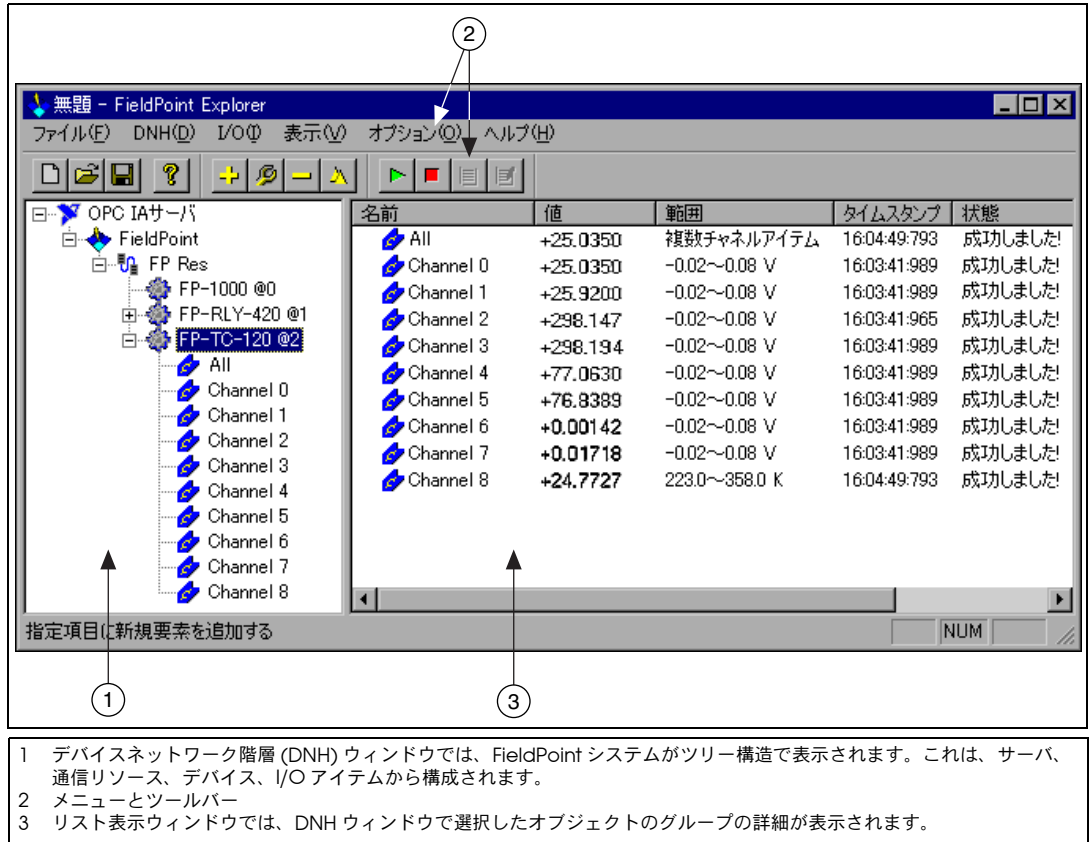 2
無題 - FieldPoint Explorer
ファイル(F) DNH(D) I/O(I) 表示(V) オプション(O) ヘルプ(H)
OPC IAサーバ
FieldPoint
FP Res
FP-1000 @0
FP-RLY-420 @1
FP-TC-120 @2
All
Channel 0
Channel 1
Channel 2
Channel 3
Channel 4
Channel 5
Channel 6
Channel 7
Channel 8
名前 値 範囲 タイムスタンプ 状態
All +25.0350 複数チャネルアイテム 16:04:49:793 成功しました!
Channel 0 +25.0350 -0.02～0.08 V 16:03:41:989 成功しました!
Channel 1 +25.9200 -0.02～0.08 V 16:03:41:989 成功しました!
Channel 2 +298.147 -0.02～0.08 V 16:03:41:965 成功しました!
Channel 3 +298.194 -0.02～0.08 V 16:03:41:989 成功しました!
Channel 4 +77.0630 -0.02～0.08 V 16:03:41:989 成功しました!
Channel 5 +76.8389 -0.02～0.08 V 16:03:41:989 成功しました!
Channel 6 +0.00142 -0.02～0.08 V 16:03:41:989 成功しました!
Channel 7 +0.01718 -0.02～0.08 V 16:03:41:989 成功しました!
Channel 8 +24.7727 223.0～358.0 K 16:04:49:793 成功しました!
指定項目に新規要素を追加する NUM
1 3
1 デバイスネットワーク階層 (DNH) ウィンドウでは、FieldPoint システムがツリー構造で表示されます。これは、サーバ、
通信リソース、デバイス、I/O アイテムから構成されます。
2 メニューとツールバー
3 リスト表示ウィンドウでは、DNH ウィンドウで選択したオブジェクトのグループの詳細が表示されます。